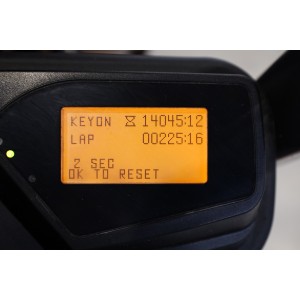 KEYON ⧖ 14045:12
LAP 00225:16
2 SEC
OK TO RESET